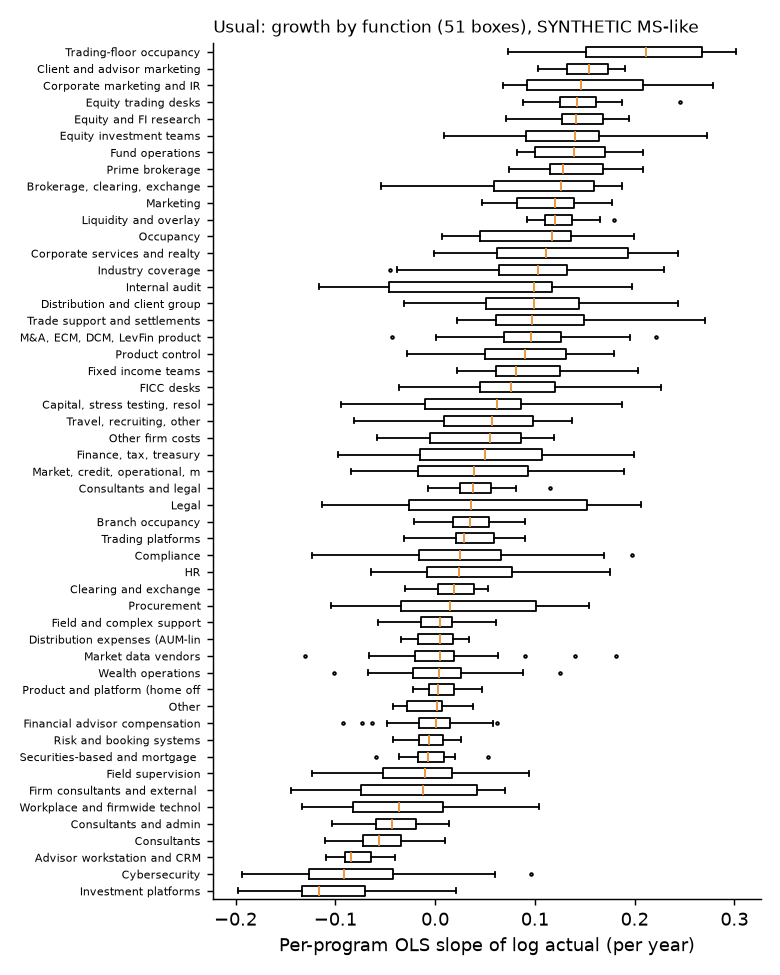 Usual: growth by function (51 boxes), SYNTHETIC MS-like
Trading-floor occupancy
Client and advisor marketing
Corporate marketing and IR
Equity trading desks
Equity and FI research
Equity investment teams
Fund operations
Prime brokerage
Brokerage, clearing, exchange
Marketing
Liquidity and overlay
Occupancy
Corporate services and realty
Industry coverage
Internal audit
Distribution and client group
Trade support and settlements
M&A, ECM, DCM, LevFin product
Product control
Fixed income teams
FICC desks
Capital, stress testing, resol
Travel, recruiting, other
Other firm costs
Finance, tax, treasury
Market, credit, operational, m
Consultants and legal
Legal
Branch occupancy
Trading platforms
Compliance
HR
Clearing and exchange
Procurement
Field and complex support
Distribution expenses (AUM-lin
Market data vendors
Wealth operations
Product and platform (home off
Other
Financial advisor compensation
Risk and booking systems
Securities-based and mortgage
Field supervision
Firm consultants and external
Workplace and firmwide technol
Consultants and admin
Consultants
Advisor workstation and CRM
Cybersecurity
Investment platforms
−0.2 −0.1 0.0 0.1 0.2 0.3
Per-program OLS slope of log actual (per year)